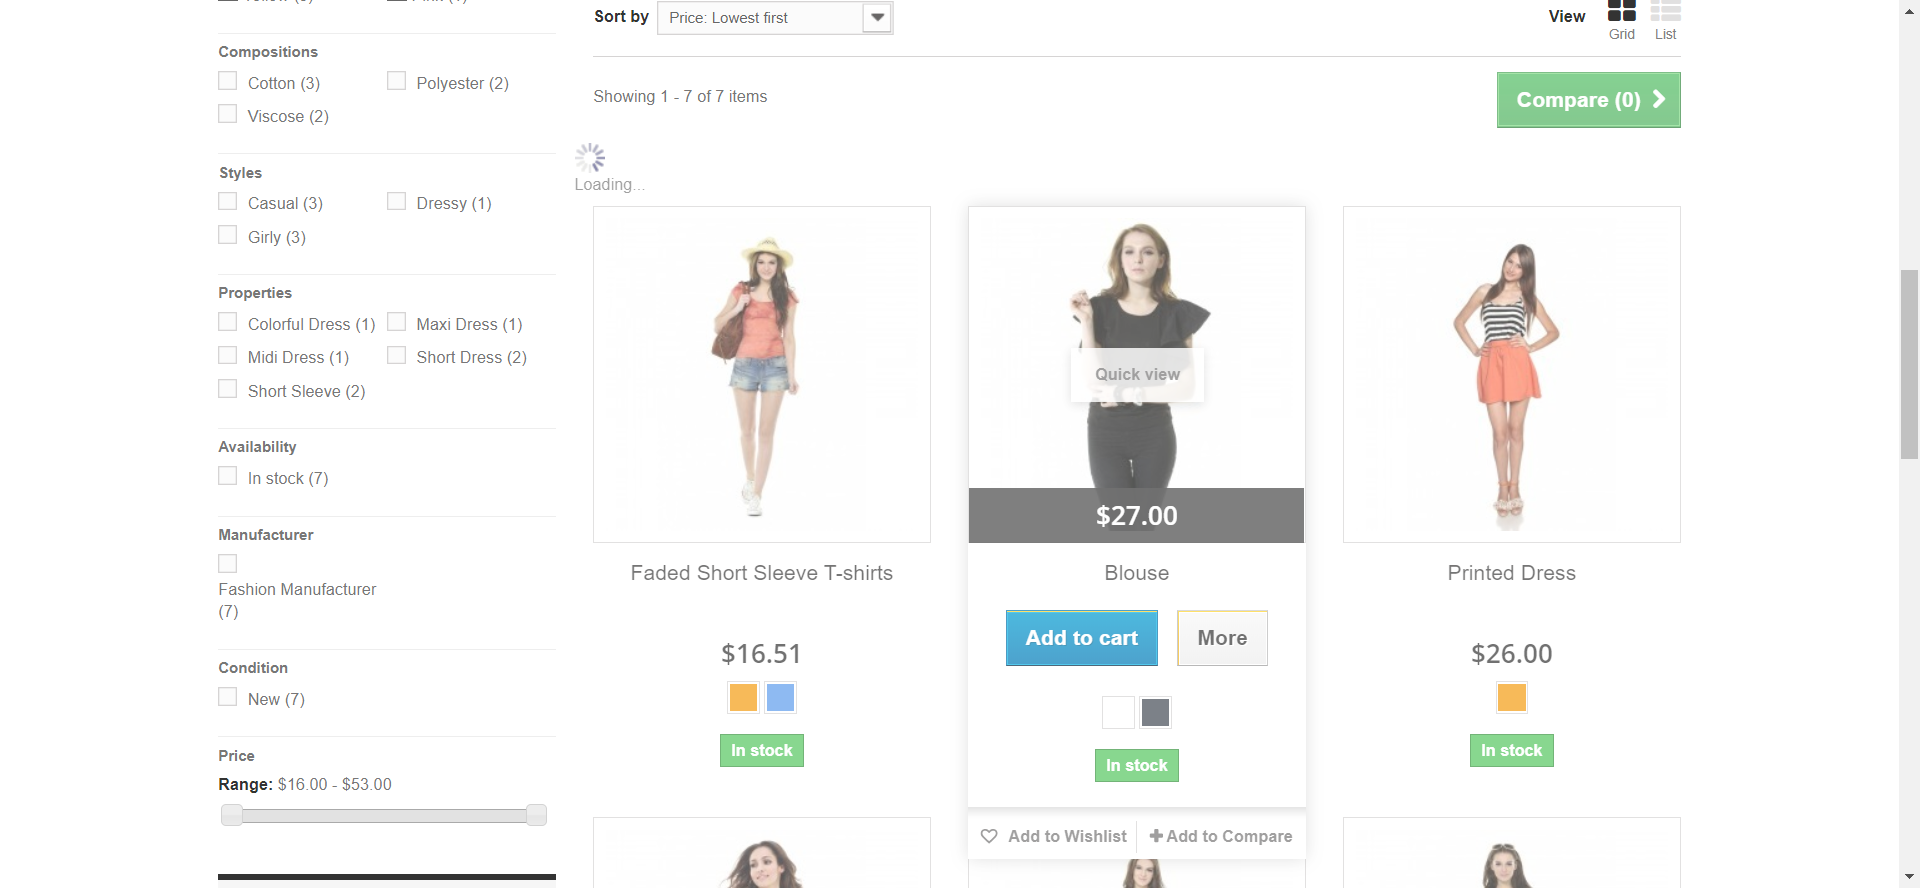 Sort by
Price: Lowest first
View
Grid
List
Compositions
Cotton (3)
Polyester (2)
Viscose (2)
Styles
Casual (3)
Dressy (1)
Girly (3)
Properties
Colorful Dress (1)
Maxi Dress (1)
Midi Dress (1)
Short Dress (2)
Short Sleeve (2)
Availability
In stock (7)
Manufacturer
Fashion Manufacturer
(7)
Condition
New (7)
Price
Range: $16.00 - $53.00
Showing 1 - 7 of 7 items
Compare (0)
Loading...
Faded Short Sleeve T-shirts
$16.51
In stock
Quick view
$27.00
Blouse
Add to cart
More
In stock
Add to Wishlist
Add to Compare
Printed Dress
$26.00
In stock